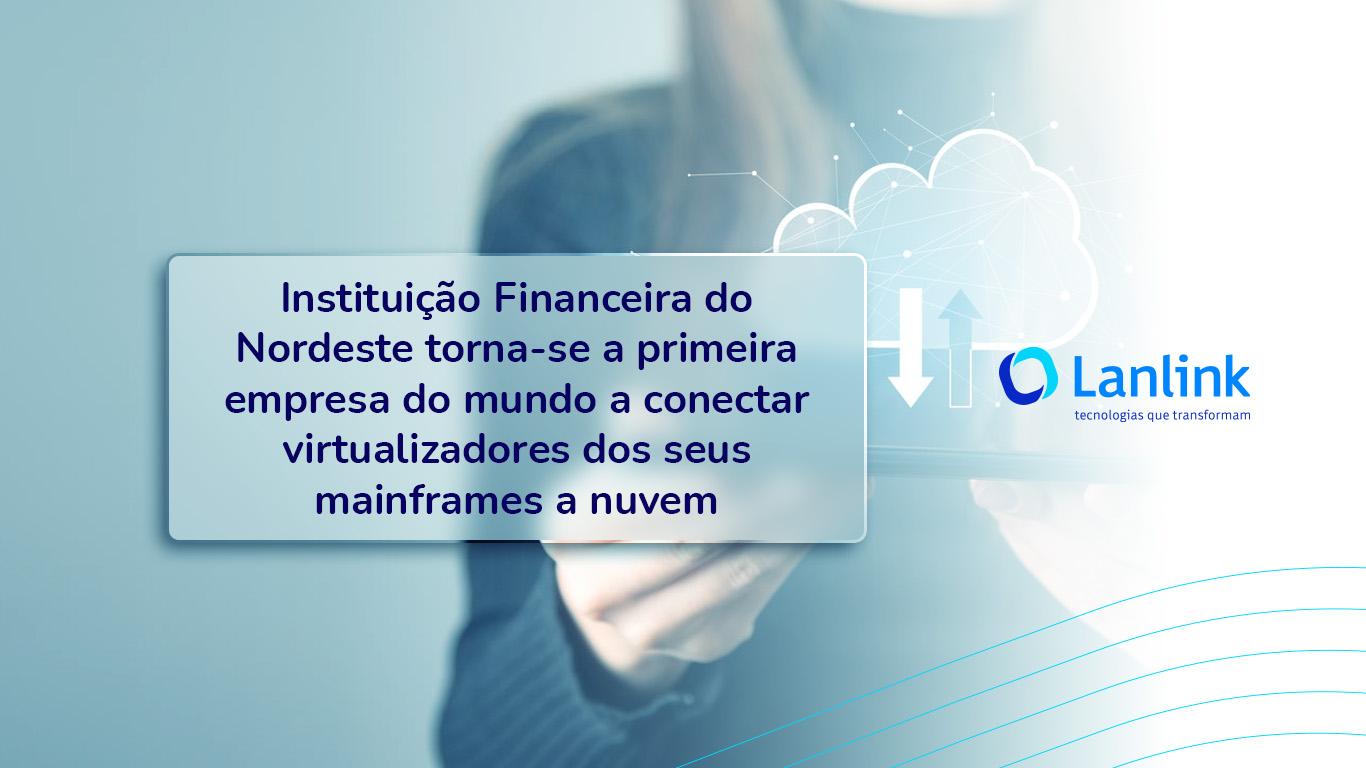 Instituição Financeira do
Nordeste torna-se a primeira
empresa do mundo a conectar
virtualizadores dos seus
mainframes a nuvem
Lanlink
tecnologias que transformam